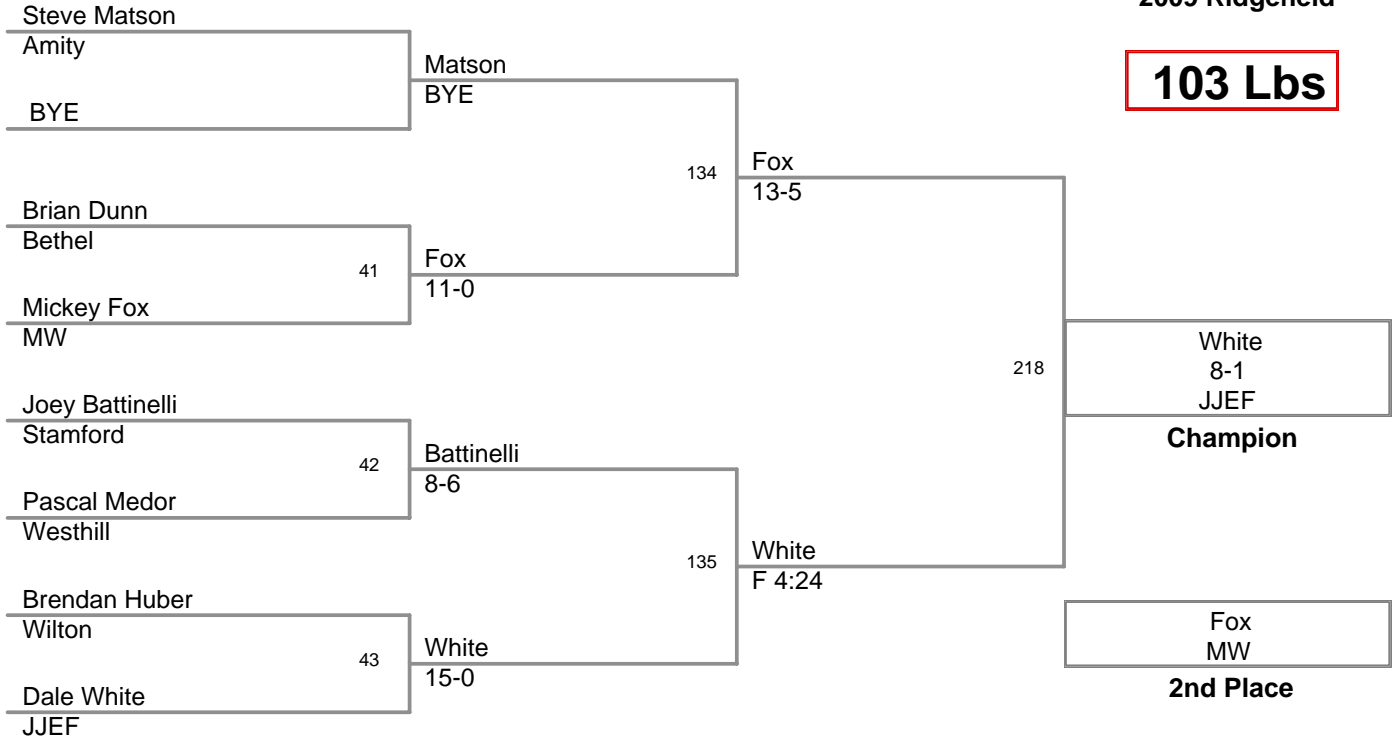 Steve Matson
Amity
BYE
Brian Dunn
Bethel
41
Mickey Fox
MW
Joey Battinelli
Stamford
42
Pascal Medor
Westhill
Brendan Huber
Wilton
43
Dale White
JJEF
Matson
BYE
134
Fox
11-0
Battinelli
8-6
135
White
15-0
Fox
13-5
218
White
F 4:24
103 Lbs
White
8-1
JJEF
Champion
Fox
MW
2nd Place